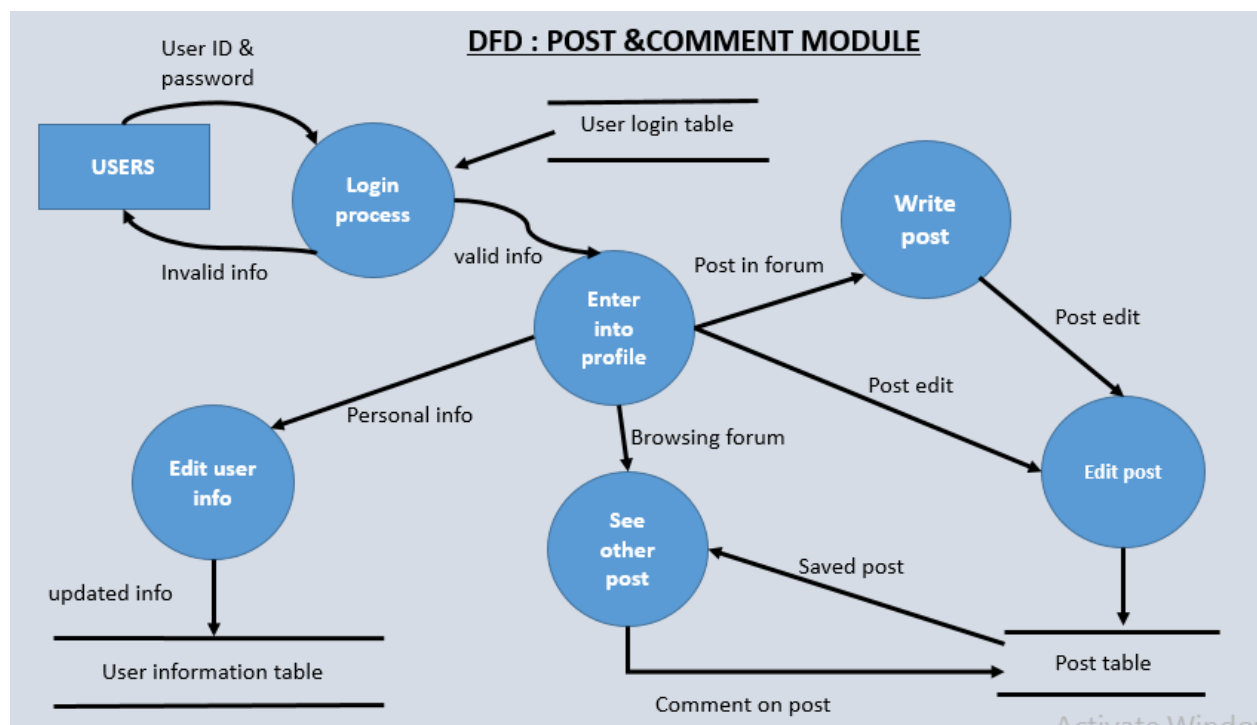 DFD : POST &COMMENT MODULE
User ID &
password
USERS
Login
process
User login table
Invalid info
valid info
Write
post
Post in forum
Enter
into
profile
Post edit
Post edit
Personal info
Browsing forum
Edit user
info
See
other
post
Edit post
Saved post
updated info
User information table
Post table
Comment on post
Activate Window